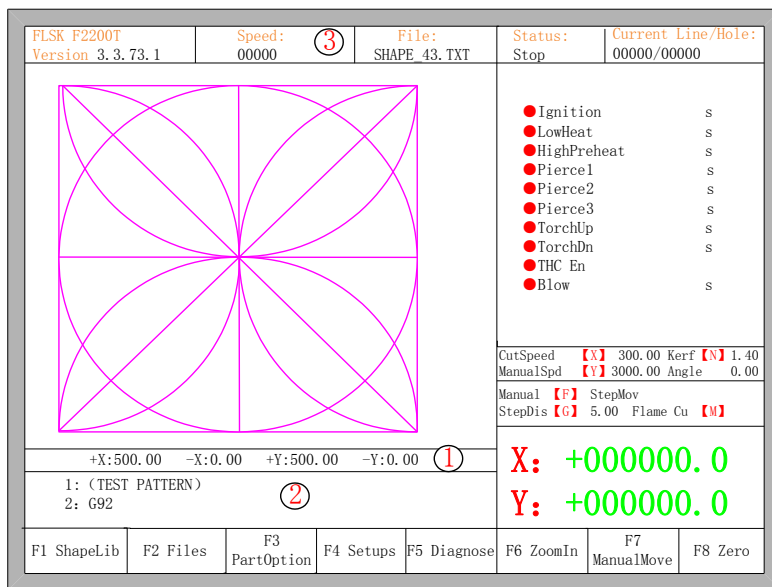 FLSK F2200T
Version 3.3.73.1
Speed:
00000
③
File:
SHAPE_43.TXT
Status:
Stop
Current Line/Hole:
00000/00000
Ignition s
LowHeat s
HighPreheat s
Pierce1 s
Pierce2 s
Pierce3 s
TorchUp s
TorchDn s
THC En
Blow s
CutSpeed 【X】 300.00 Kerf【N】1.40
ManualSpd 【Y】3000.00 Angle 0.00
Manual 【F】 StepMov
StepDis【G】 5.00 Flame Cu 【M】
+X:500.00 -X:0.00 +Y:500.00 -Y:0.00 ①
1: (TEST PATTERN)
2: G92
②
X: +000000.0
Y: +000000.0
F1 ShapeLib
F2 Files
F3
PartOption
F4 Setups
F5 Diagnose
F6 ZoomIn
F7
ManualMove
F8 Zero